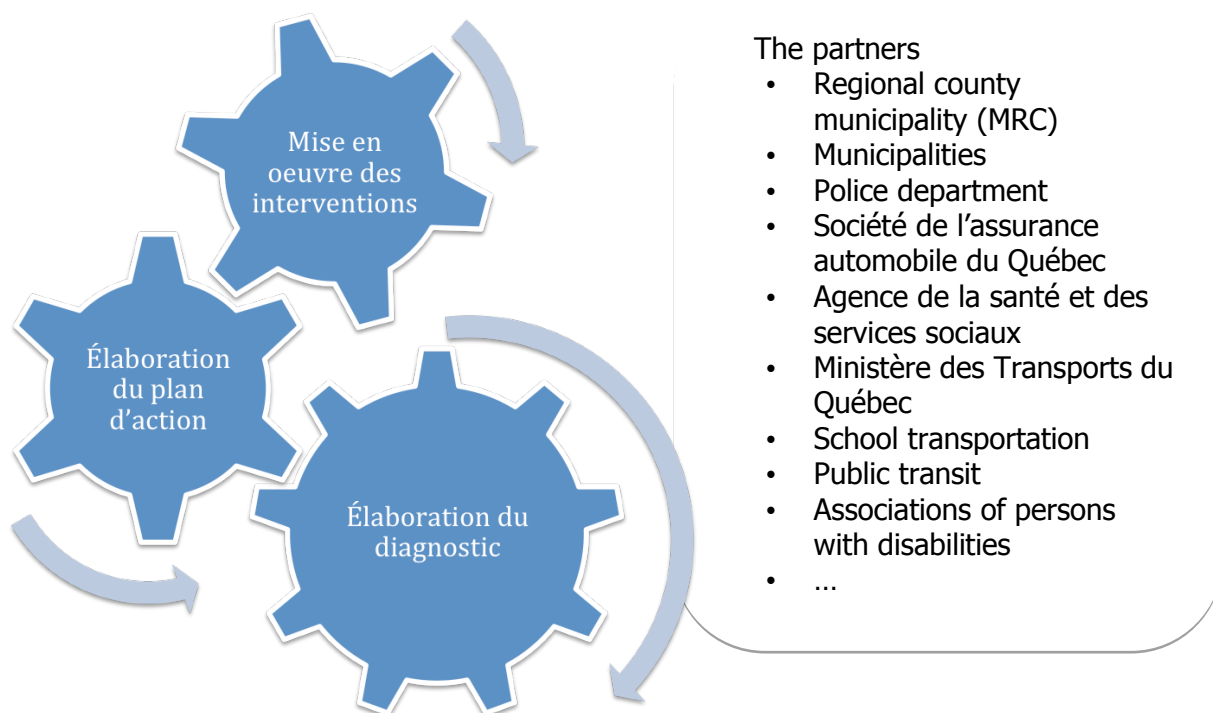 Mise en
oeuvre des
interventions
Élaboration
du plan
d’action
Élaboration du
diagnostic
The partners
• Regional county
municipality (MRC)
• Municipalities
• Police department
• Société de l’assurance
automobile du Québec
• Agence de la santé et des
services sociaux
• Ministère des Transports du
Québec
• School transportation
• Public transit
• Associations of persons
with disabilities
• …